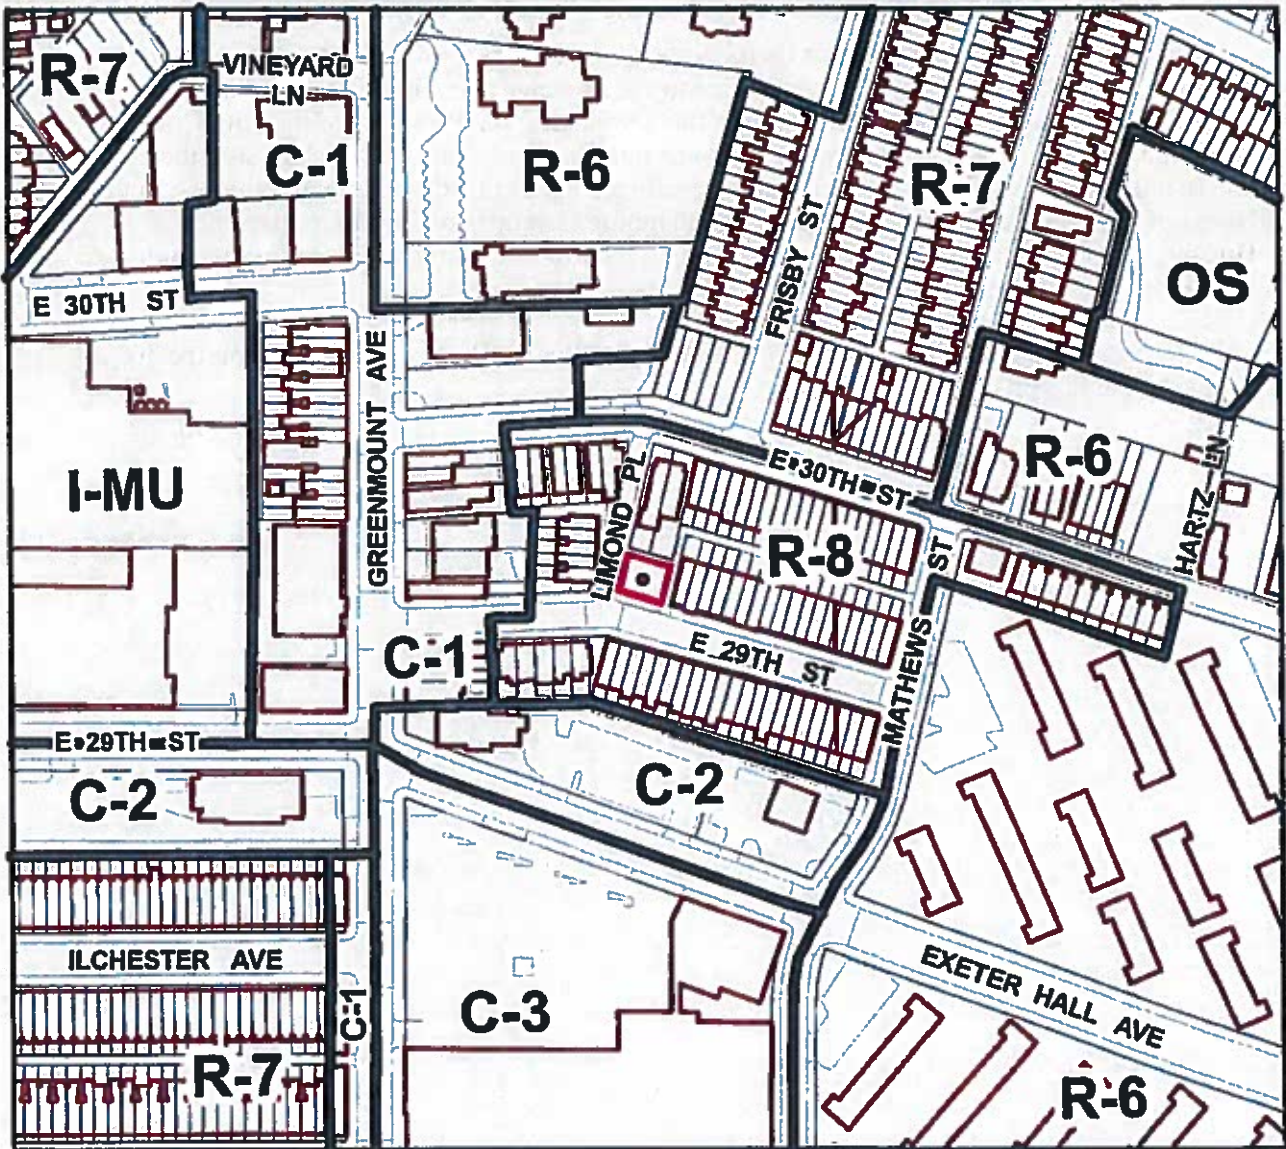 R-7
VINEYARD
LN
C-1
R-6
R-7
FRISBY ST
OS
E 30TH ST
GREENMOUNT AVE
I-MU
E 30TH ST
R-6
HARTZ LN
LIMOND PL
R-8
MATHEWS ST
C-1
E 29TH ST
E 29TH ST
C-2
C-2
ILCHESTER AVE
C-1
C-3
EXETER HALL AVE
R-7
R-6